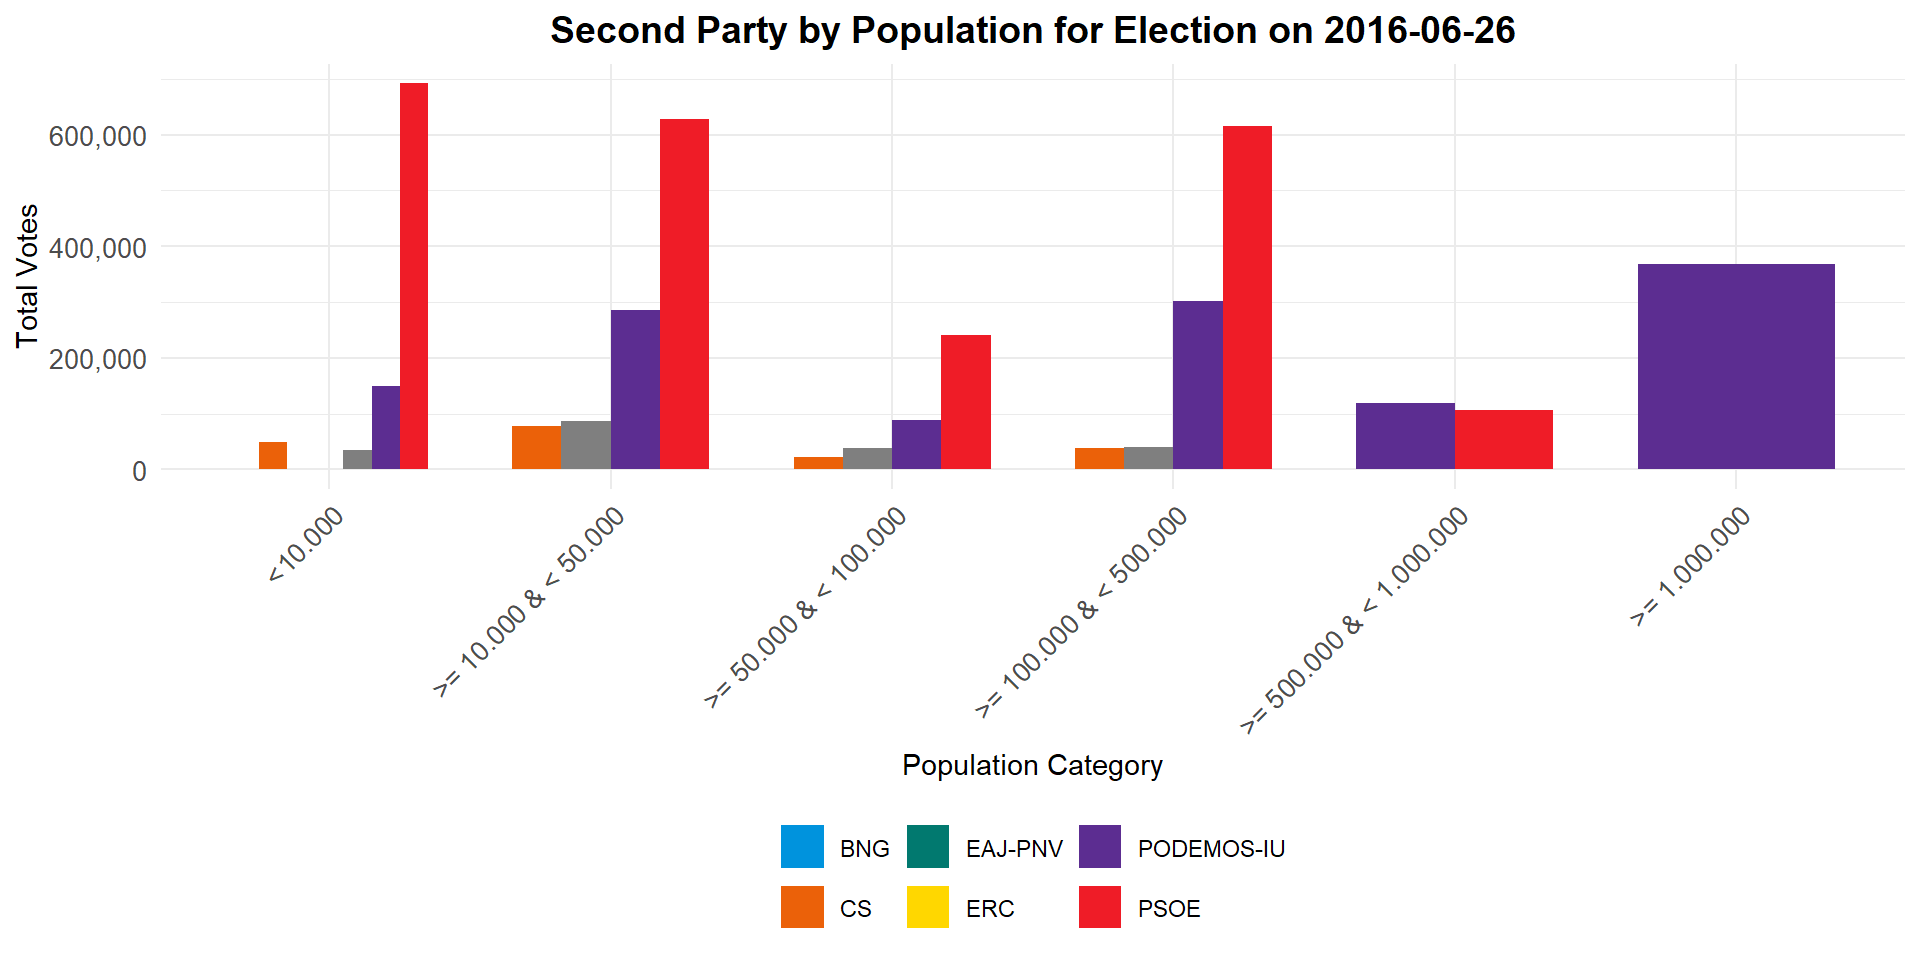 Second Party by Population for Election on 2016-06-26
Total Votes
600,000
400,000
200,000
0
<10.000
>= 10.000 & < 50.000
>= 50.000 & < 100.000
>= 100.000 & < 500.000
>= 500.000 & < 1.000.000
>= 1.000.000
Population Category
BNG
EAJ-PNV
PODEMOS-IU
CS
ERC
PSOE